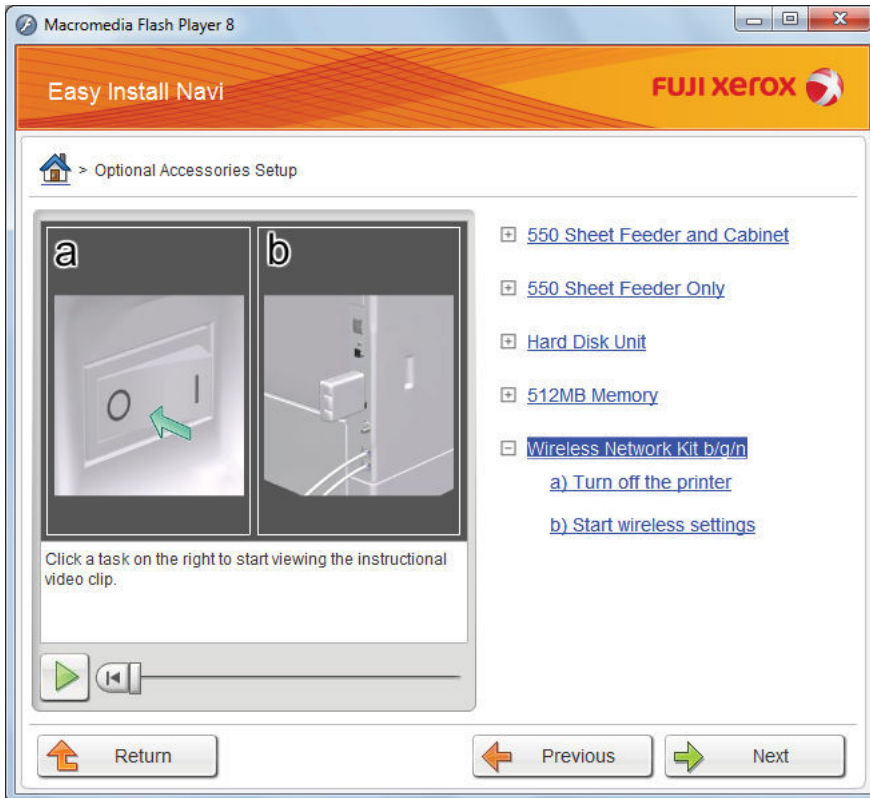 Macromedia Flash Player 8
Easy Install Navi
FUJI xerox
> Optional Accessories Setup
a
b
O
I
Click a task on the right to start viewing the instructional
video clip.
550 Sheet Feeder and Cabinet
550 Sheet Feeder Only
Hard Disk Unit
512MB Memory
Wireless Network Kit b/g/n
a) Turn off the printer
b) Start wireless settings
Return
Previous
Next